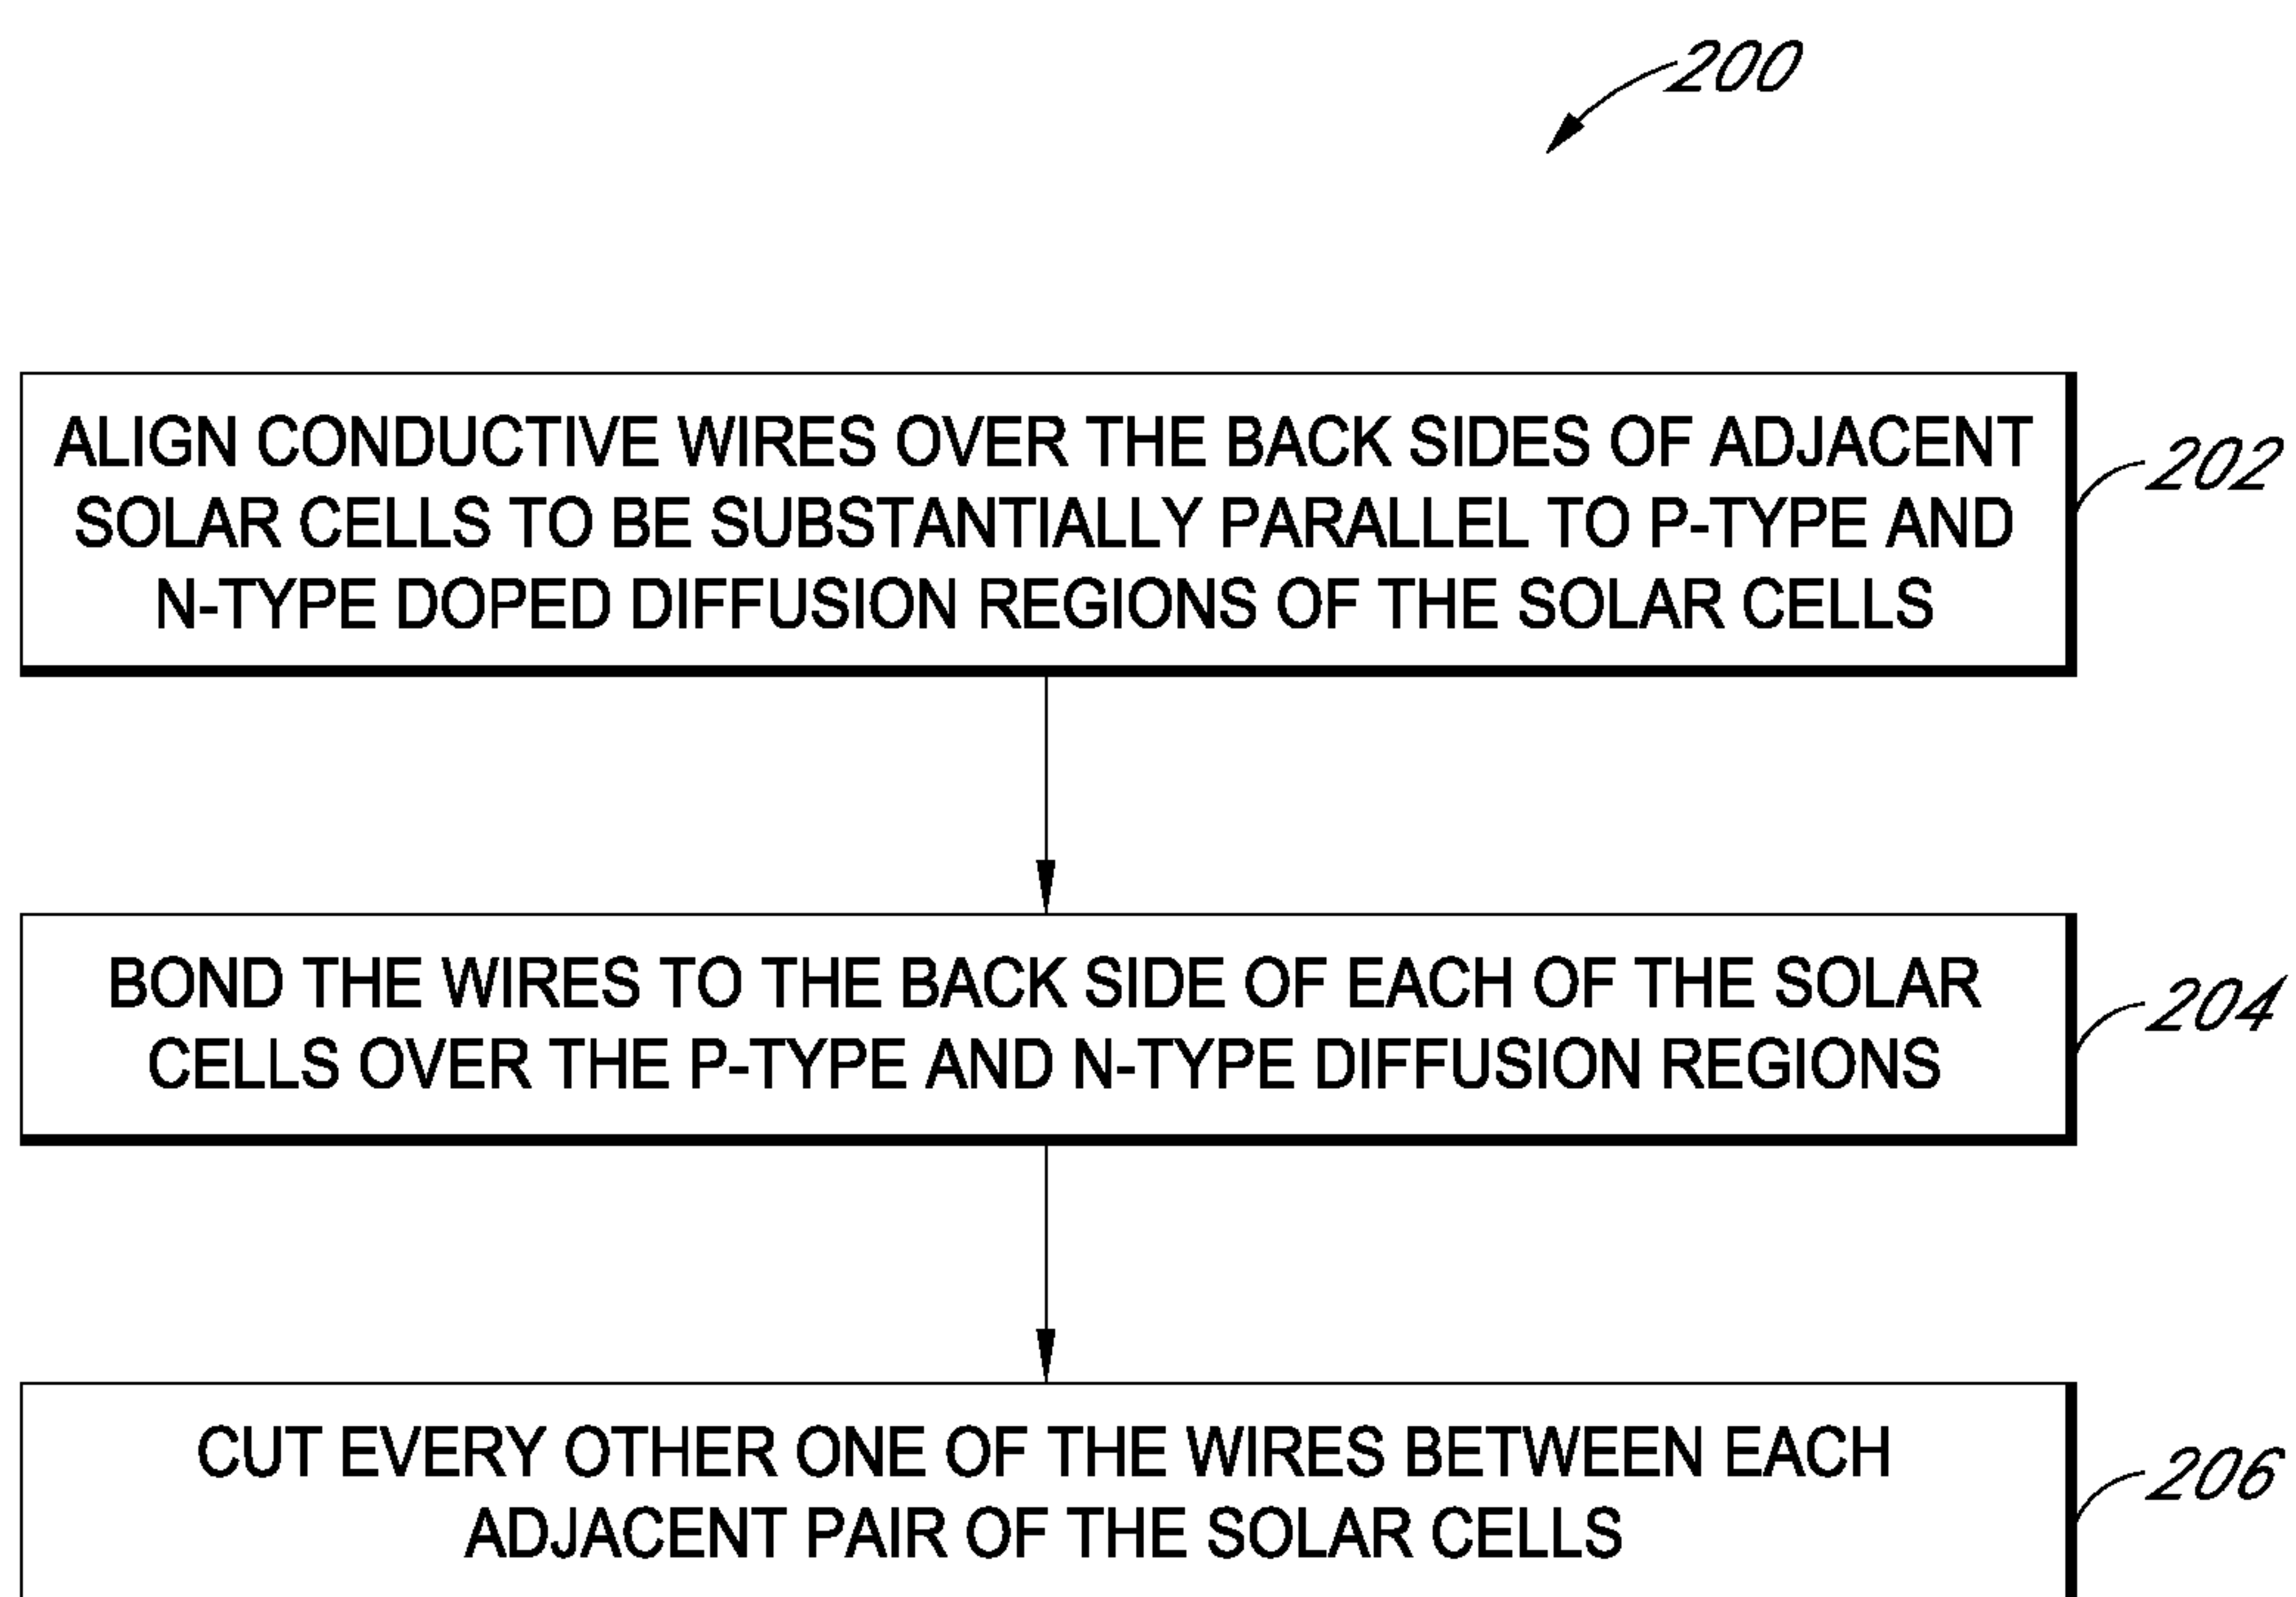 200
ALIGN CONDUCTIVE WIRES OVER THE BACK SIDES OF ADJACENT
SOLAR CELLS TO BE SUBSTANTIALLY PARALLEL TO P-TYPE AND
N-TYPE DOPED DIFFUSION REGIONS OF THE SOLAR CELLS
202
BOND THE WIRES TO THE BACK SIDE OF EACH OF THE SOLAR
CELLS OVER THE P-TYPE AND N-TYPE DIFFUSION REGIONS
204
CUT EVERY OTHER ONE OF THE WIRES BETWEEN EACH
ADJACENT PAIR OF THE SOLAR CELLS
206